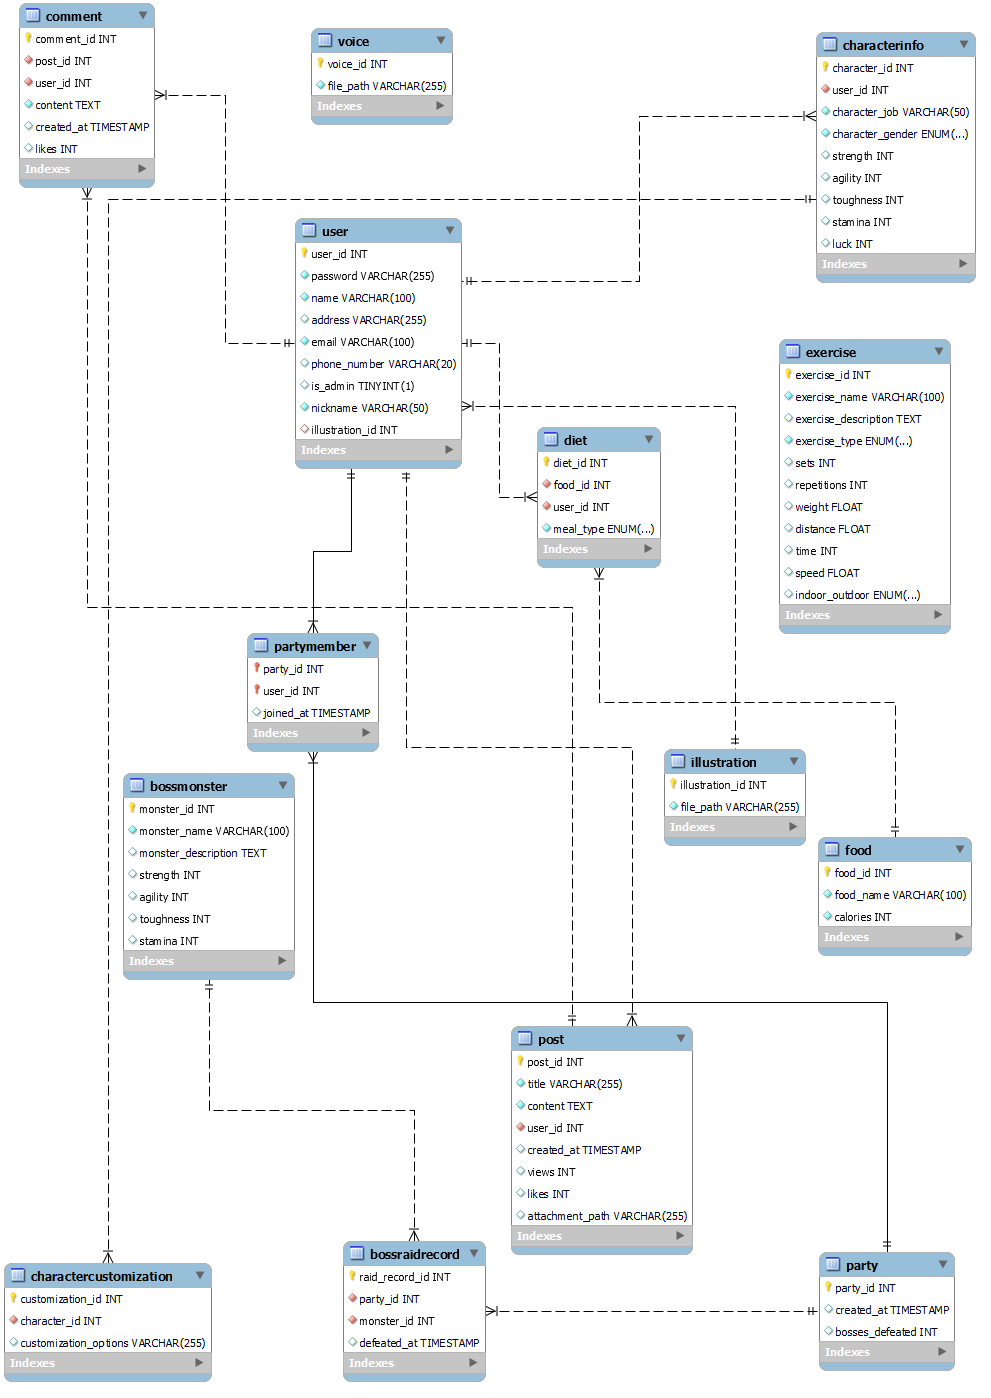 comment
comment_id INT
post_id INT
user_id INT
content TEXT
created_at TIMESTAMP
likes INT
Indexes
voice
voice_id INT
file_path VARCHAR(255)
Indexes
characterinfo
character_id INT
user_id INT
character_job VARCHAR(50)
character_gender ENUM(...)
strength INT
agility INT
toughness INT
stamina INT
luck INT
Indexes
user
user_id INT
password VARCHAR(255)
name VARCHAR(100)
address VARCHAR(255)
email VARCHAR(100)
phone_number VARCHAR(20)
is_admin TINYINT(1)
nickname VARCHAR(50)
illustration_id INT
Indexes
exercise
exercise_id INT
exercise_name VARCHAR(100)
exercise_description TEXT
exercise_type ENUM(...)
sets INT
repetitions INT
weight FLOAT
distance FLOAT
time INT
speed FLOAT
indoor_outdoor ENUM(...)
Indexes
diet
diet_id INT
food_id INT
user_id INT
meal_type ENUM(...)
Indexes
partymember
party_id INT
user_id INT
joined_at TIMESTAMP
Indexes
illustration
illustration_id INT
file_path VARCHAR(255)
Indexes
bossmonster
monster_id INT
monster_name VARCHAR(100)
monster_description TEXT
strength INT
agility INT
toughness INT
stamina INT
Indexes
food
food_id INT
food_name VARCHAR(100)
calories INT
Indexes
post
post_id INT
title VARCHAR(255)
content TEXT
user_id INT
created_at TIMESTAMP
views INT
likes INT
attachment_path VARCHAR(255)
Indexes
charactercustomization
customization_id INT
character_id INT
customization_options VARCHAR(255)
Indexes
bossraidrecord
raid_record_id INT
party_id INT
monster_id INT
defeated_at TIMESTAMP
Indexes
party
party_id INT
created_at TIMESTAMP
bosses_defeated INT
Indexes